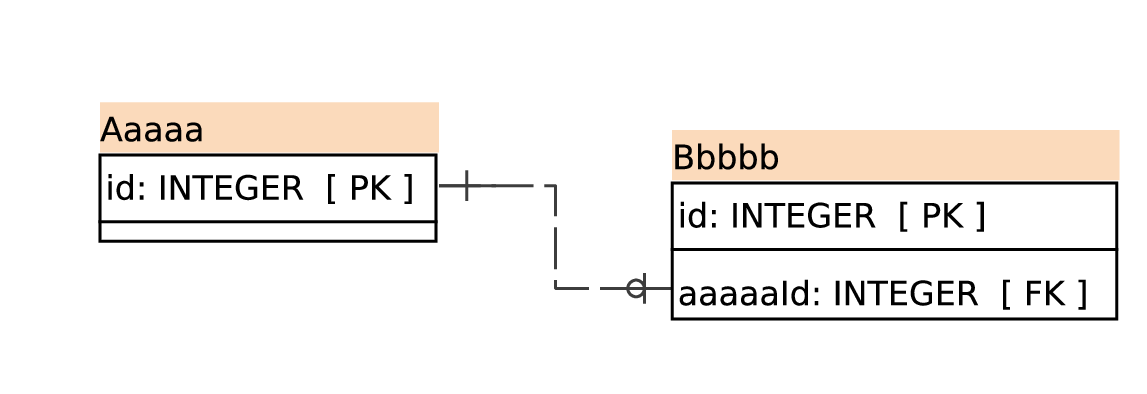 Aaaaa
id: INTEGER [ PK ]
Bbbbb
id: INTEGER [ PK ]
aaaaaId: INTEGER [ FK ]